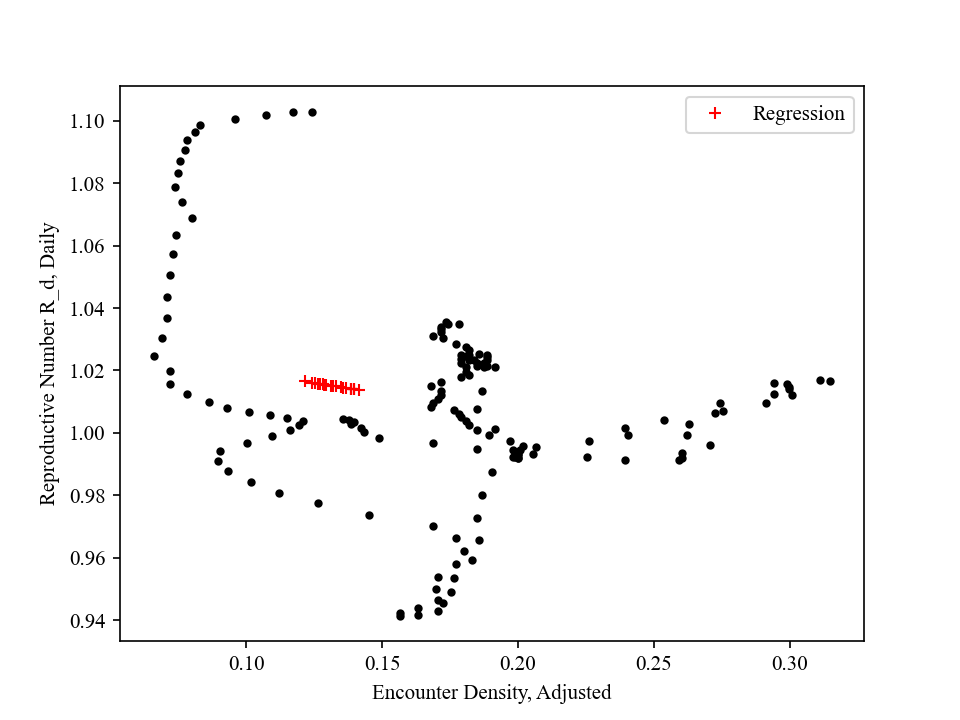 Regression
1.10
1.08
1.06
1.04
1.02
1.00
0.98
0.96
0.94
Reproductive Number R_d, Daily
0.10 0.15 0.20 0.25 0.30
Encounter Density, Adjusted